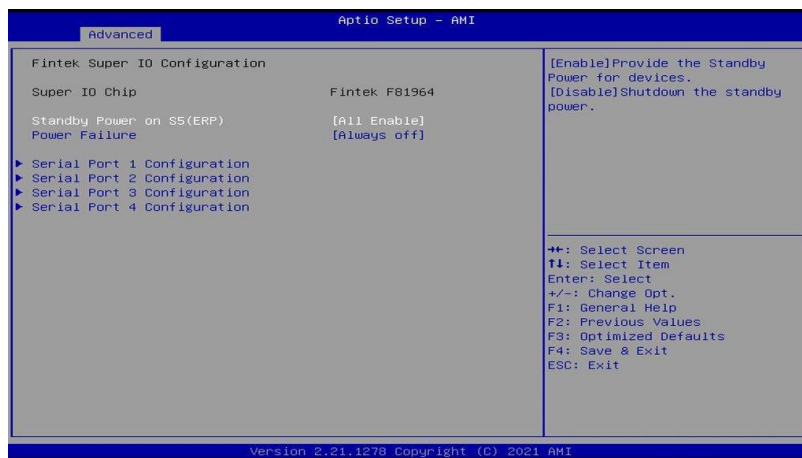 Aptio Setup – AMI
Advanced
Fintek Super IO Configuration
Super IO Chip Fintek F81964
Standby Power on S5(ERP) [All Enable]
Power Failure [Always off]
► Serial Port 1 Configuration
► Serial Port 2 Configuration
► Serial Port 3 Configuration
► Serial Port 4 Configuration
[Enable]Provide the Standby
Power for devices.
[Disable]Shutdown the standby
power.
→←: Select Screen
↑↓: Select Item
Enter: Select
+/-: Change Opt.
F1: General Help
F2: Previous Values
F3: Optimized Defaults
F4: Save & Exit
ESC: Exit
Version 2.21.1278 Copyright (C) 2021 AMI